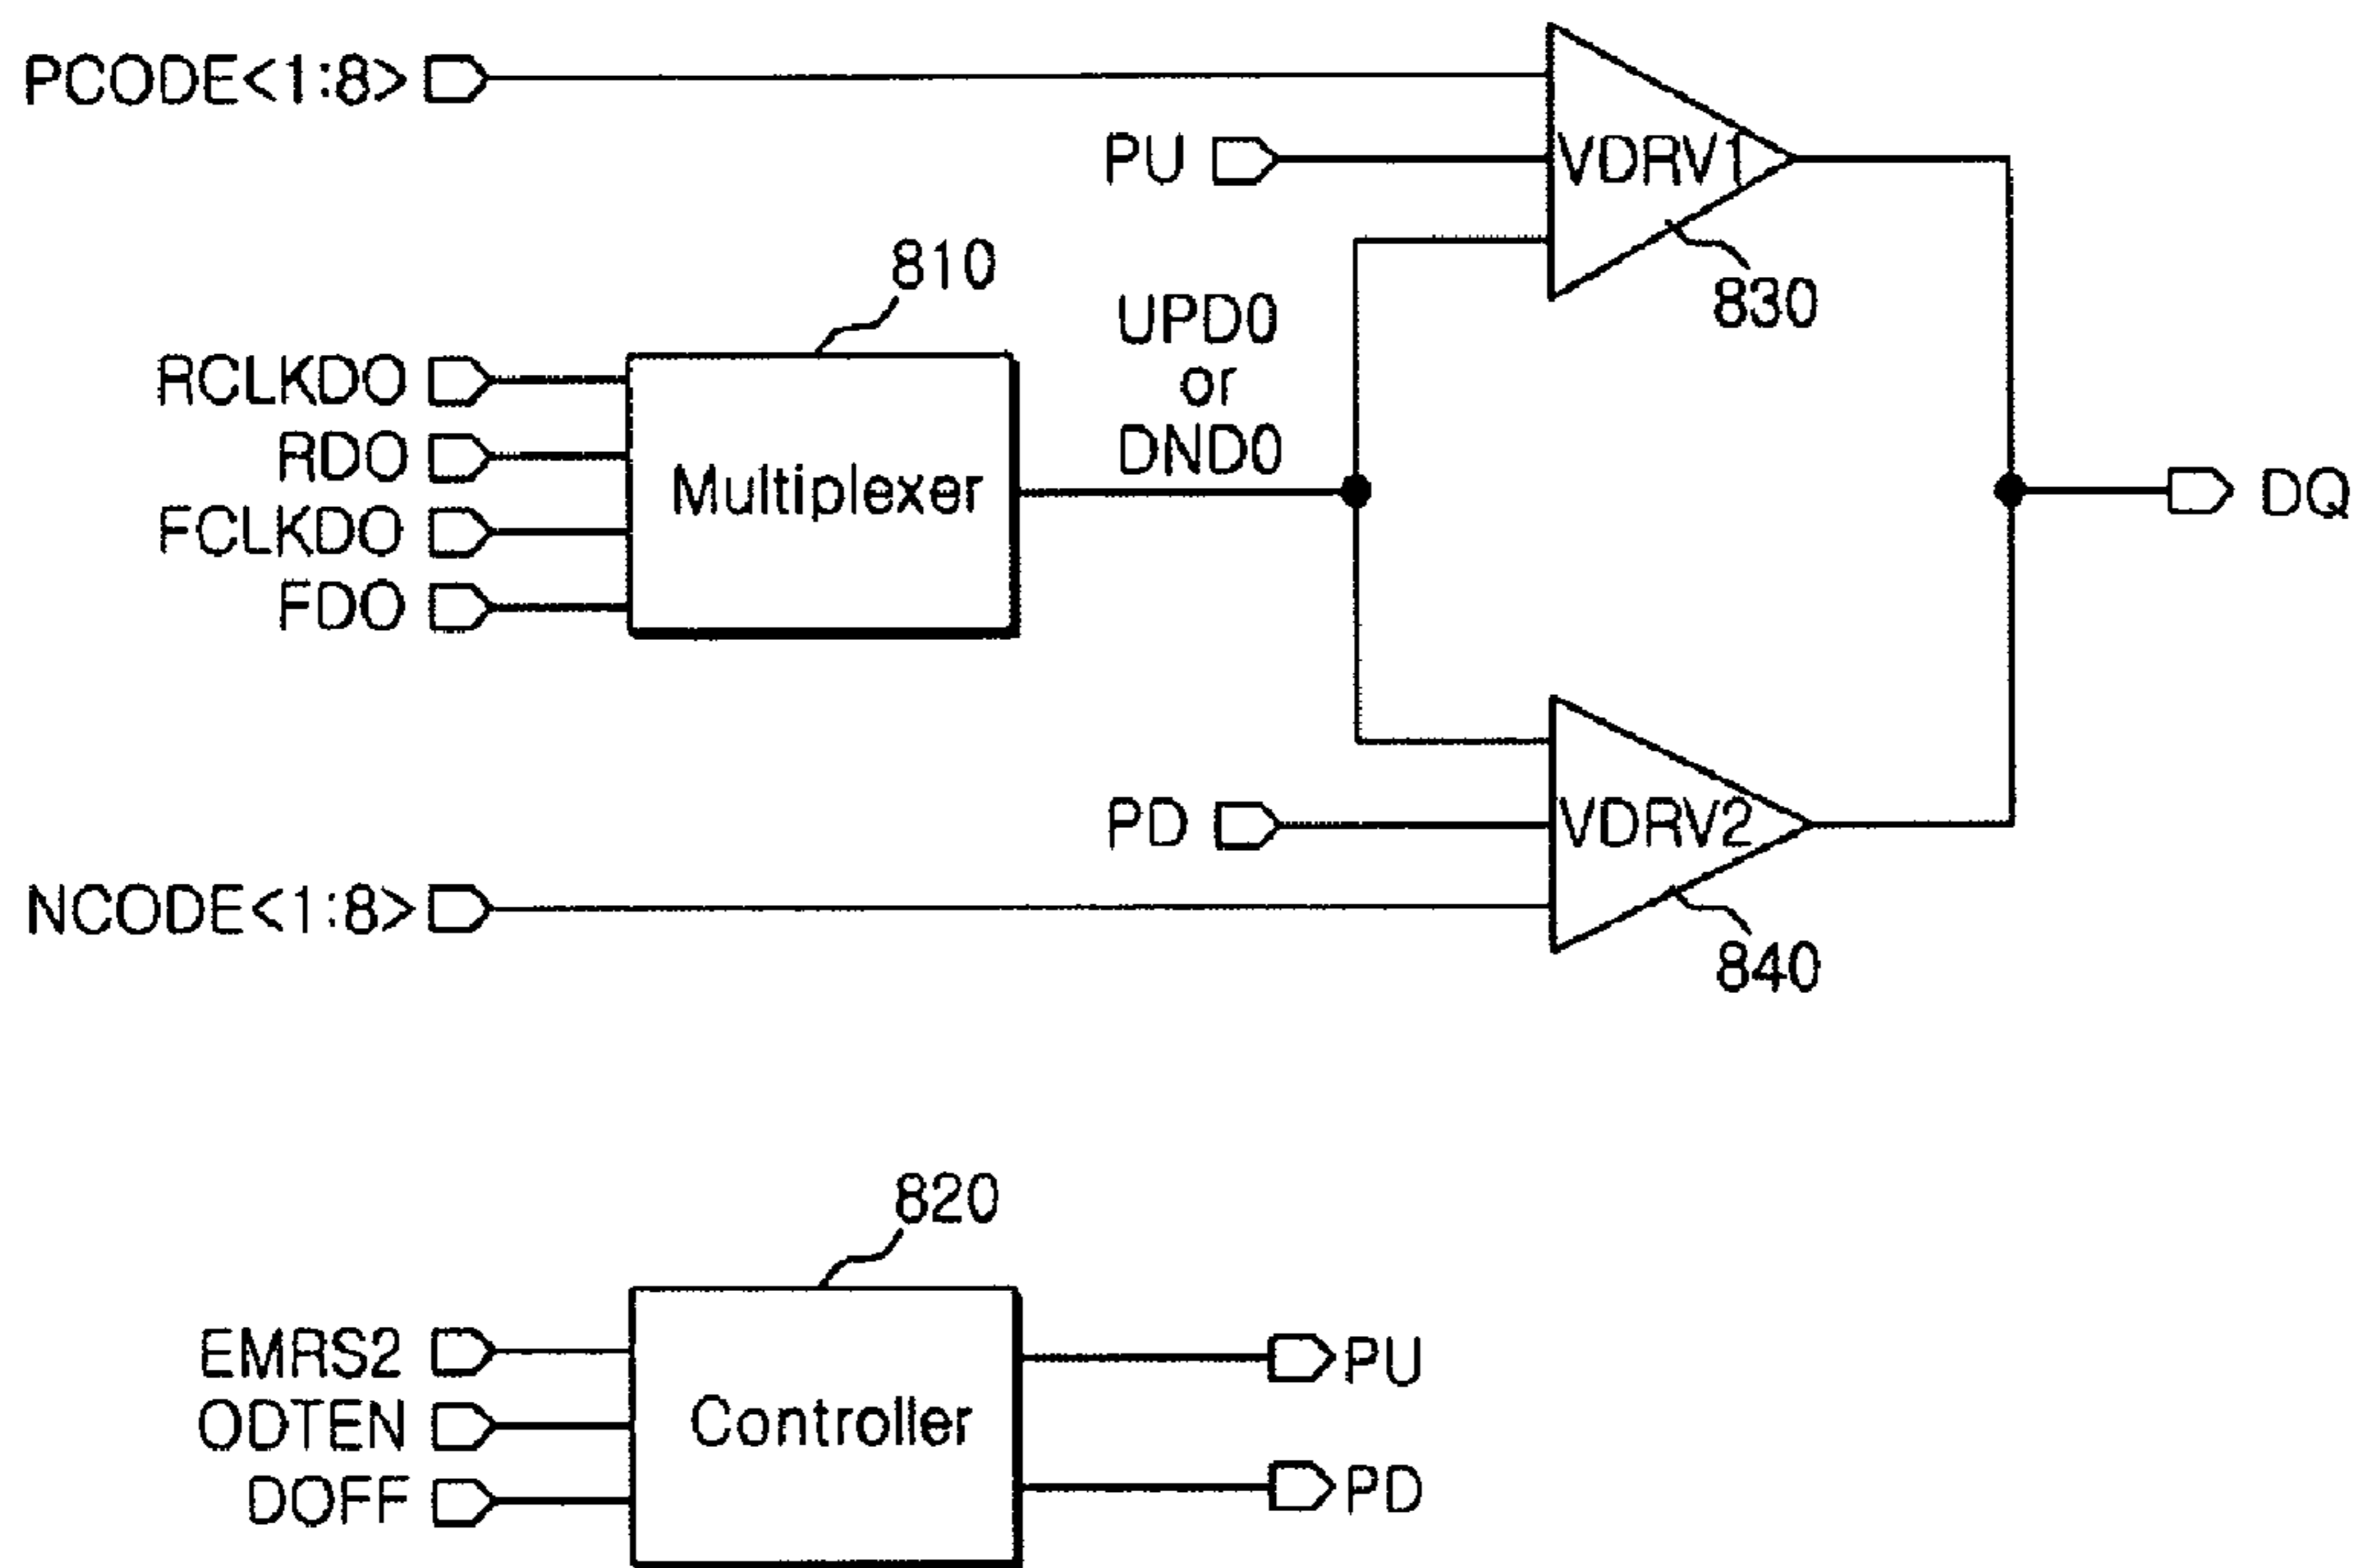 PCODE<1:8>
PU
VDRV1
830
810
UPD0
or
DND0
RCLKDO
RDO
FCLKDO
FDO
Multiplexer
DQ
PD
VDRV2
NCODE<1:8>
840
820
EMRS2
ODTEN
DOFF
Controller
PU
PD